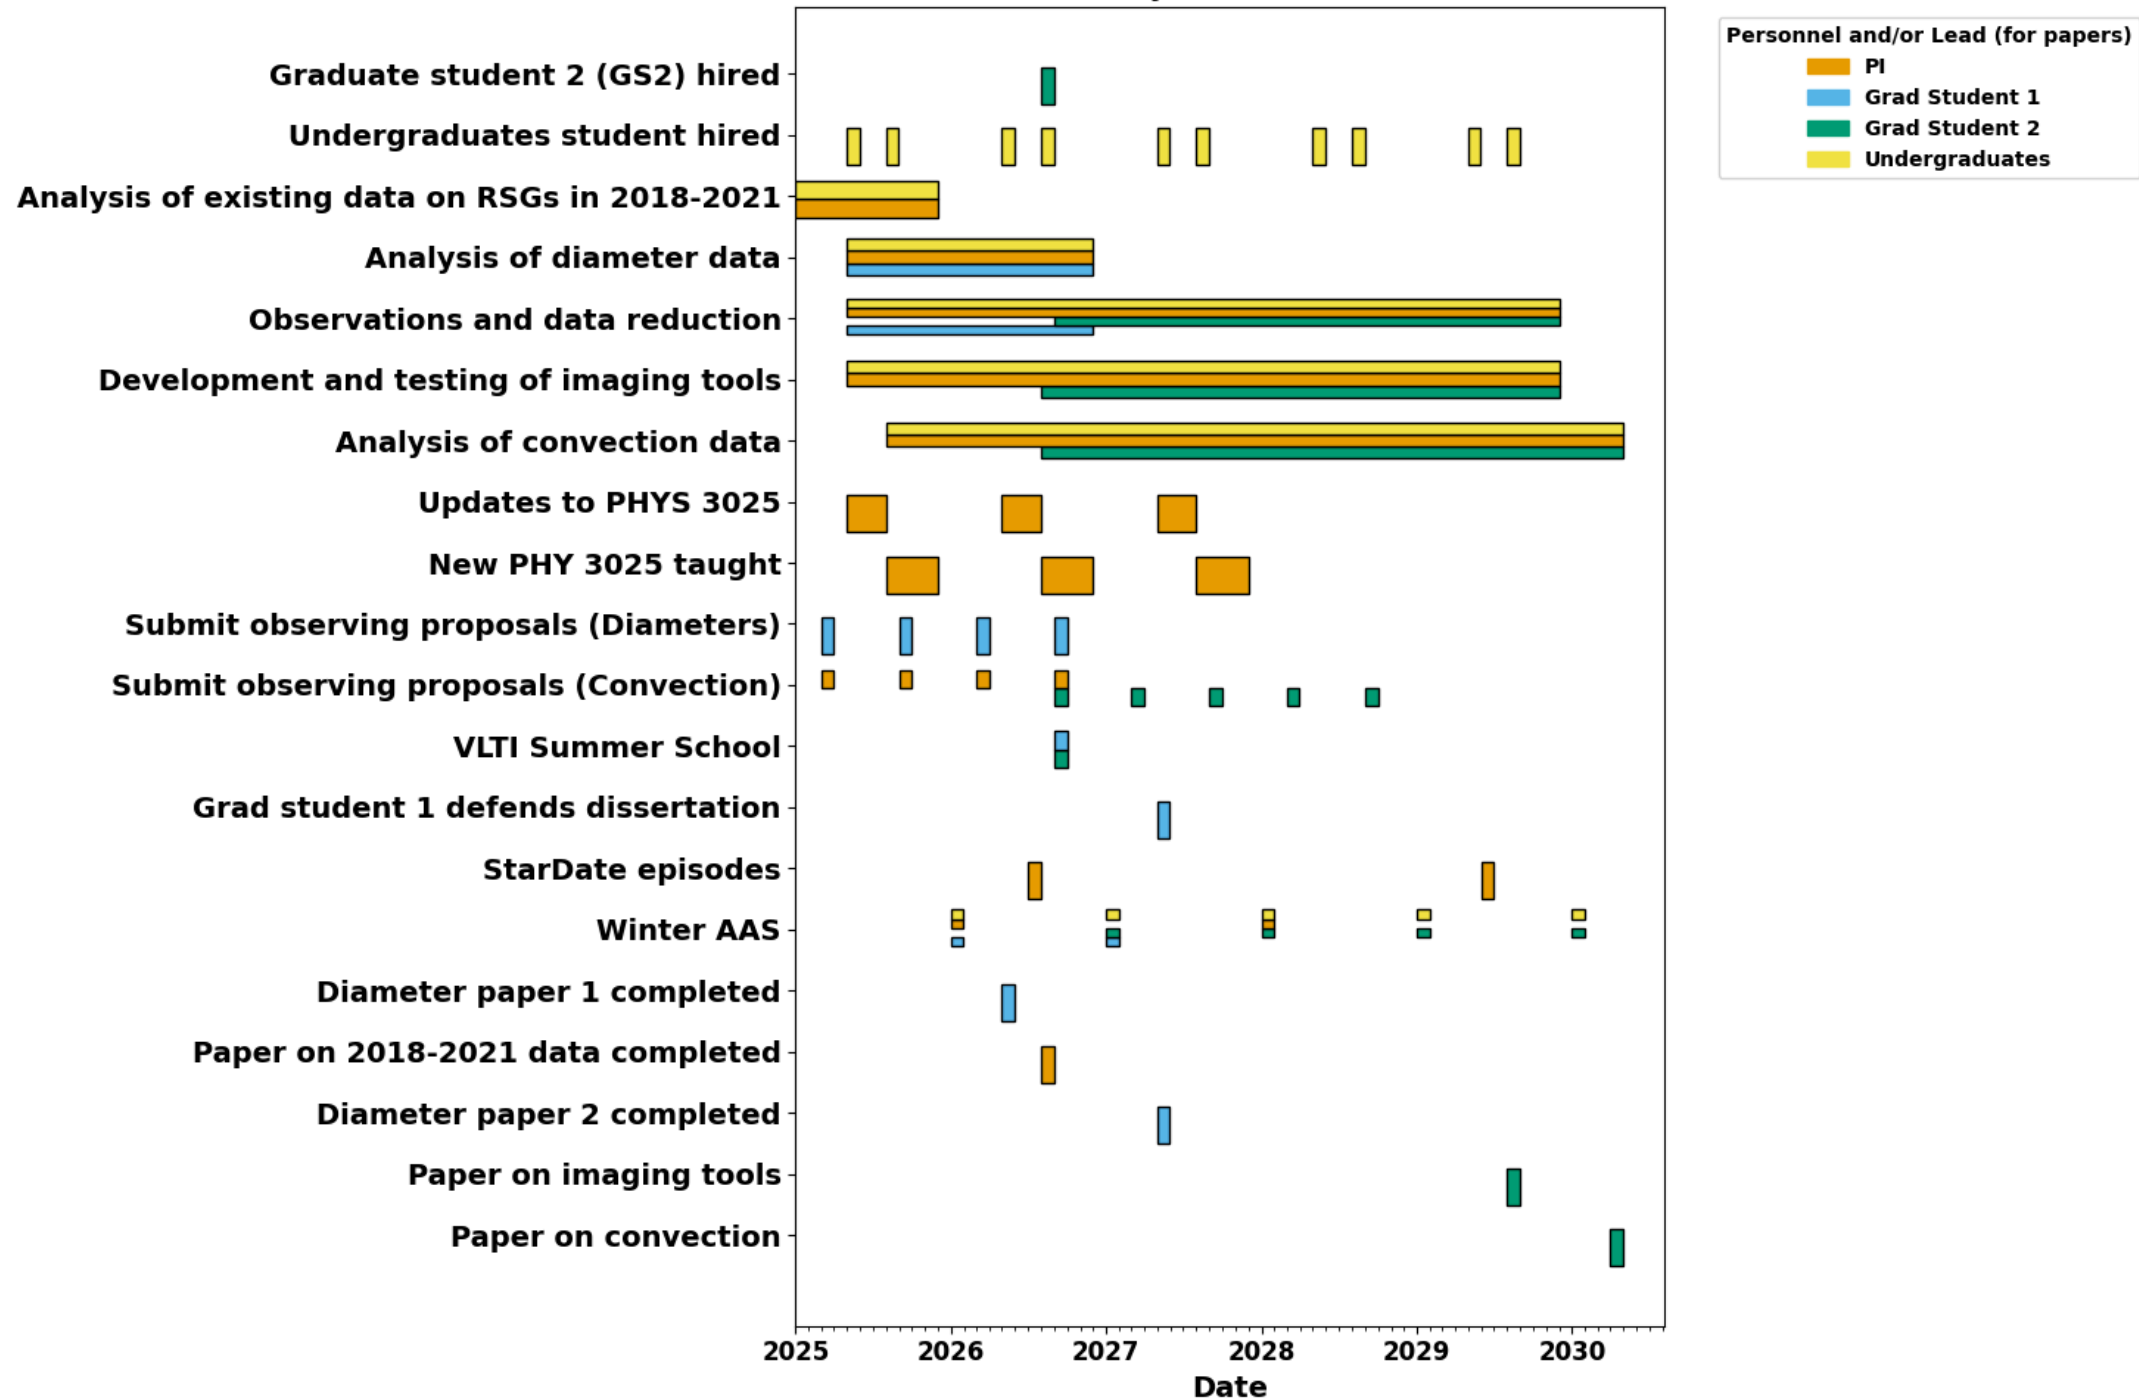 Personnel and/or Lead (for papers)
PI
Grad Student 1
Grad Student 2
Undergraduates
Graduate student 2 (GS2) hired
Undergraduates student hired
Analysis of existing data on RSGs in 2018-2021
Analysis of diameter data
Observations and data reduction
Development and testing of imaging tools
Analysis of convection data
Updates to PHYS 3025
New PHY 3025 taught
Submit observing proposals (Diameters)
Submit observing proposals (Convection)
VLTI Summer School
Grad student 1 defends dissertation
StarDate episodes
Winter AAS
Diameter paper 1 completed
Paper on 2018-2021 data completed
Diameter paper 2 completed
Paper on imaging tools
Paper on convection
2025 2026 2027 2028 2029 2030
Date